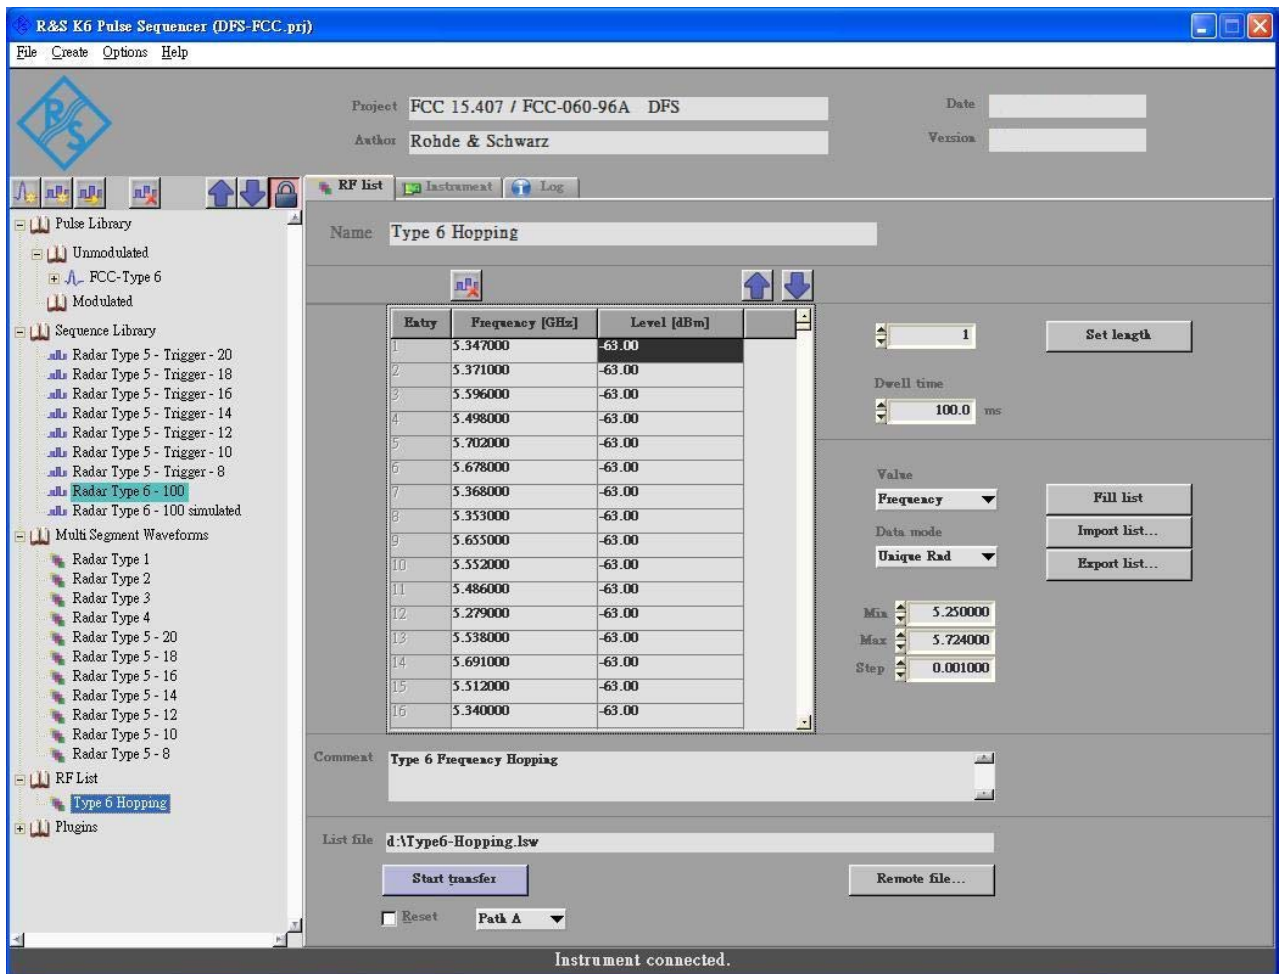 R&S K6 Pulse Sequencer (DFS-FCC.prj)
File Create Options Help
R&S
Project FCC 15.407 / FCC-060-96A DFS
Date
Author Rohde & Schwarz
Version
RF list Instrument Log
Name Type 6 Hopping
Pulse Library
Unmodulated
FCC-Type 6
Modulated
Sequence Library
Radar Type 5 - Trigger - 20
Radar Type 5 - Trigger - 18
Radar Type 5 - Trigger - 16
Radar Type 5 - Trigger - 14
Radar Type 5 - Trigger - 12
Radar Type 5 - Trigger - 10
Radar Type 5 - Trigger - 8
Radar Type 6 - 100
Radar Type 6 - 100 simulated
Multi Segment Waveforms
Radar Type 1
Radar Type 2
Radar Type 3
Radar Type 4
Radar Type 5 - 20
Radar Type 5 - 18
Radar Type 5 - 16
Radar Type 5 - 14
Radar Type 5 - 12
Radar Type 5 - 10
Radar Type 5 - 8
RF List
Type 6 Hopping
Plugins
Entry Frequency [GHz] Level [dBm]
1 5.347000 -63.00
2 5.371000 -63.00
3 5.596000 -63.00
4 5.498000 -63.00
5 5.702000 -63.00
6 5.678000 -63.00
7 5.368000 -63.00
8 5.353000 -63.00
9 5.655000 -63.00
10 5.552000 -63.00
11 5.486000 -63.00
12 5.279000 -63.00
13 5.538000 -63.00
14 5.691000 -63.00
15 5.512000 -63.00
16 5.340000 -63.00
1 Set length
Dwell time
100.0 ms
Value
Frequency Fill list
Data mode Import list...
Unique Rnd Export list...
Min 5.250000
Max 5.724000
Step 0.001000
Comment Type 6 Frequency Hopping
List file d:\Type6-Hopping.lsw
Start transfer Remote file...
Reset Path A
Instrument connected.